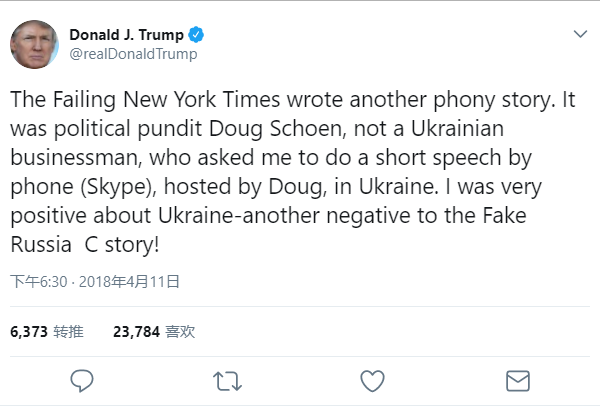 Donald J. Trump
@realDonaldTrump
The Failing New York Times wrote another phony story. It
was political pundit Doug Schoen, not a Ukrainian
businessman, who asked me to do a short speech by
phone (Skype), hosted by Doug, in Ukraine. I was very
positive about Ukraine-another negative to the Fake
Russia  C story!
下午6:30 · 2018年4月11日
6,373 转推 23,784 喜欢